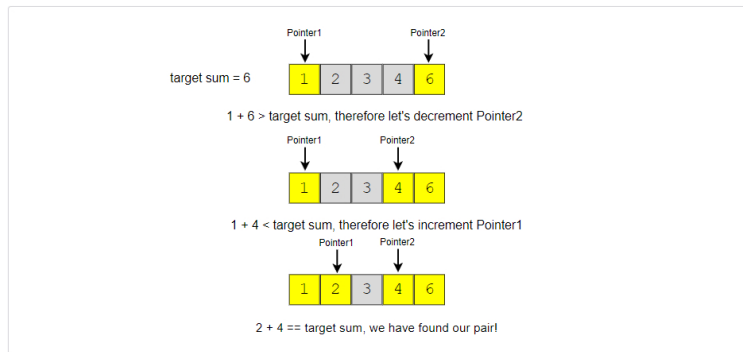 Pointer1 Pointer2
target sum = 6 1 2 3 4 6
1 + 6 > target sum, therefore let's decrement Pointer2
Pointer1 Pointer2
1 2 3 4 6
1 + 4 < target sum, therefore let's increment Pointer1
Pointer1 Pointer2
1 2 3 4 6
2 + 4 == target sum, we have found our pair!